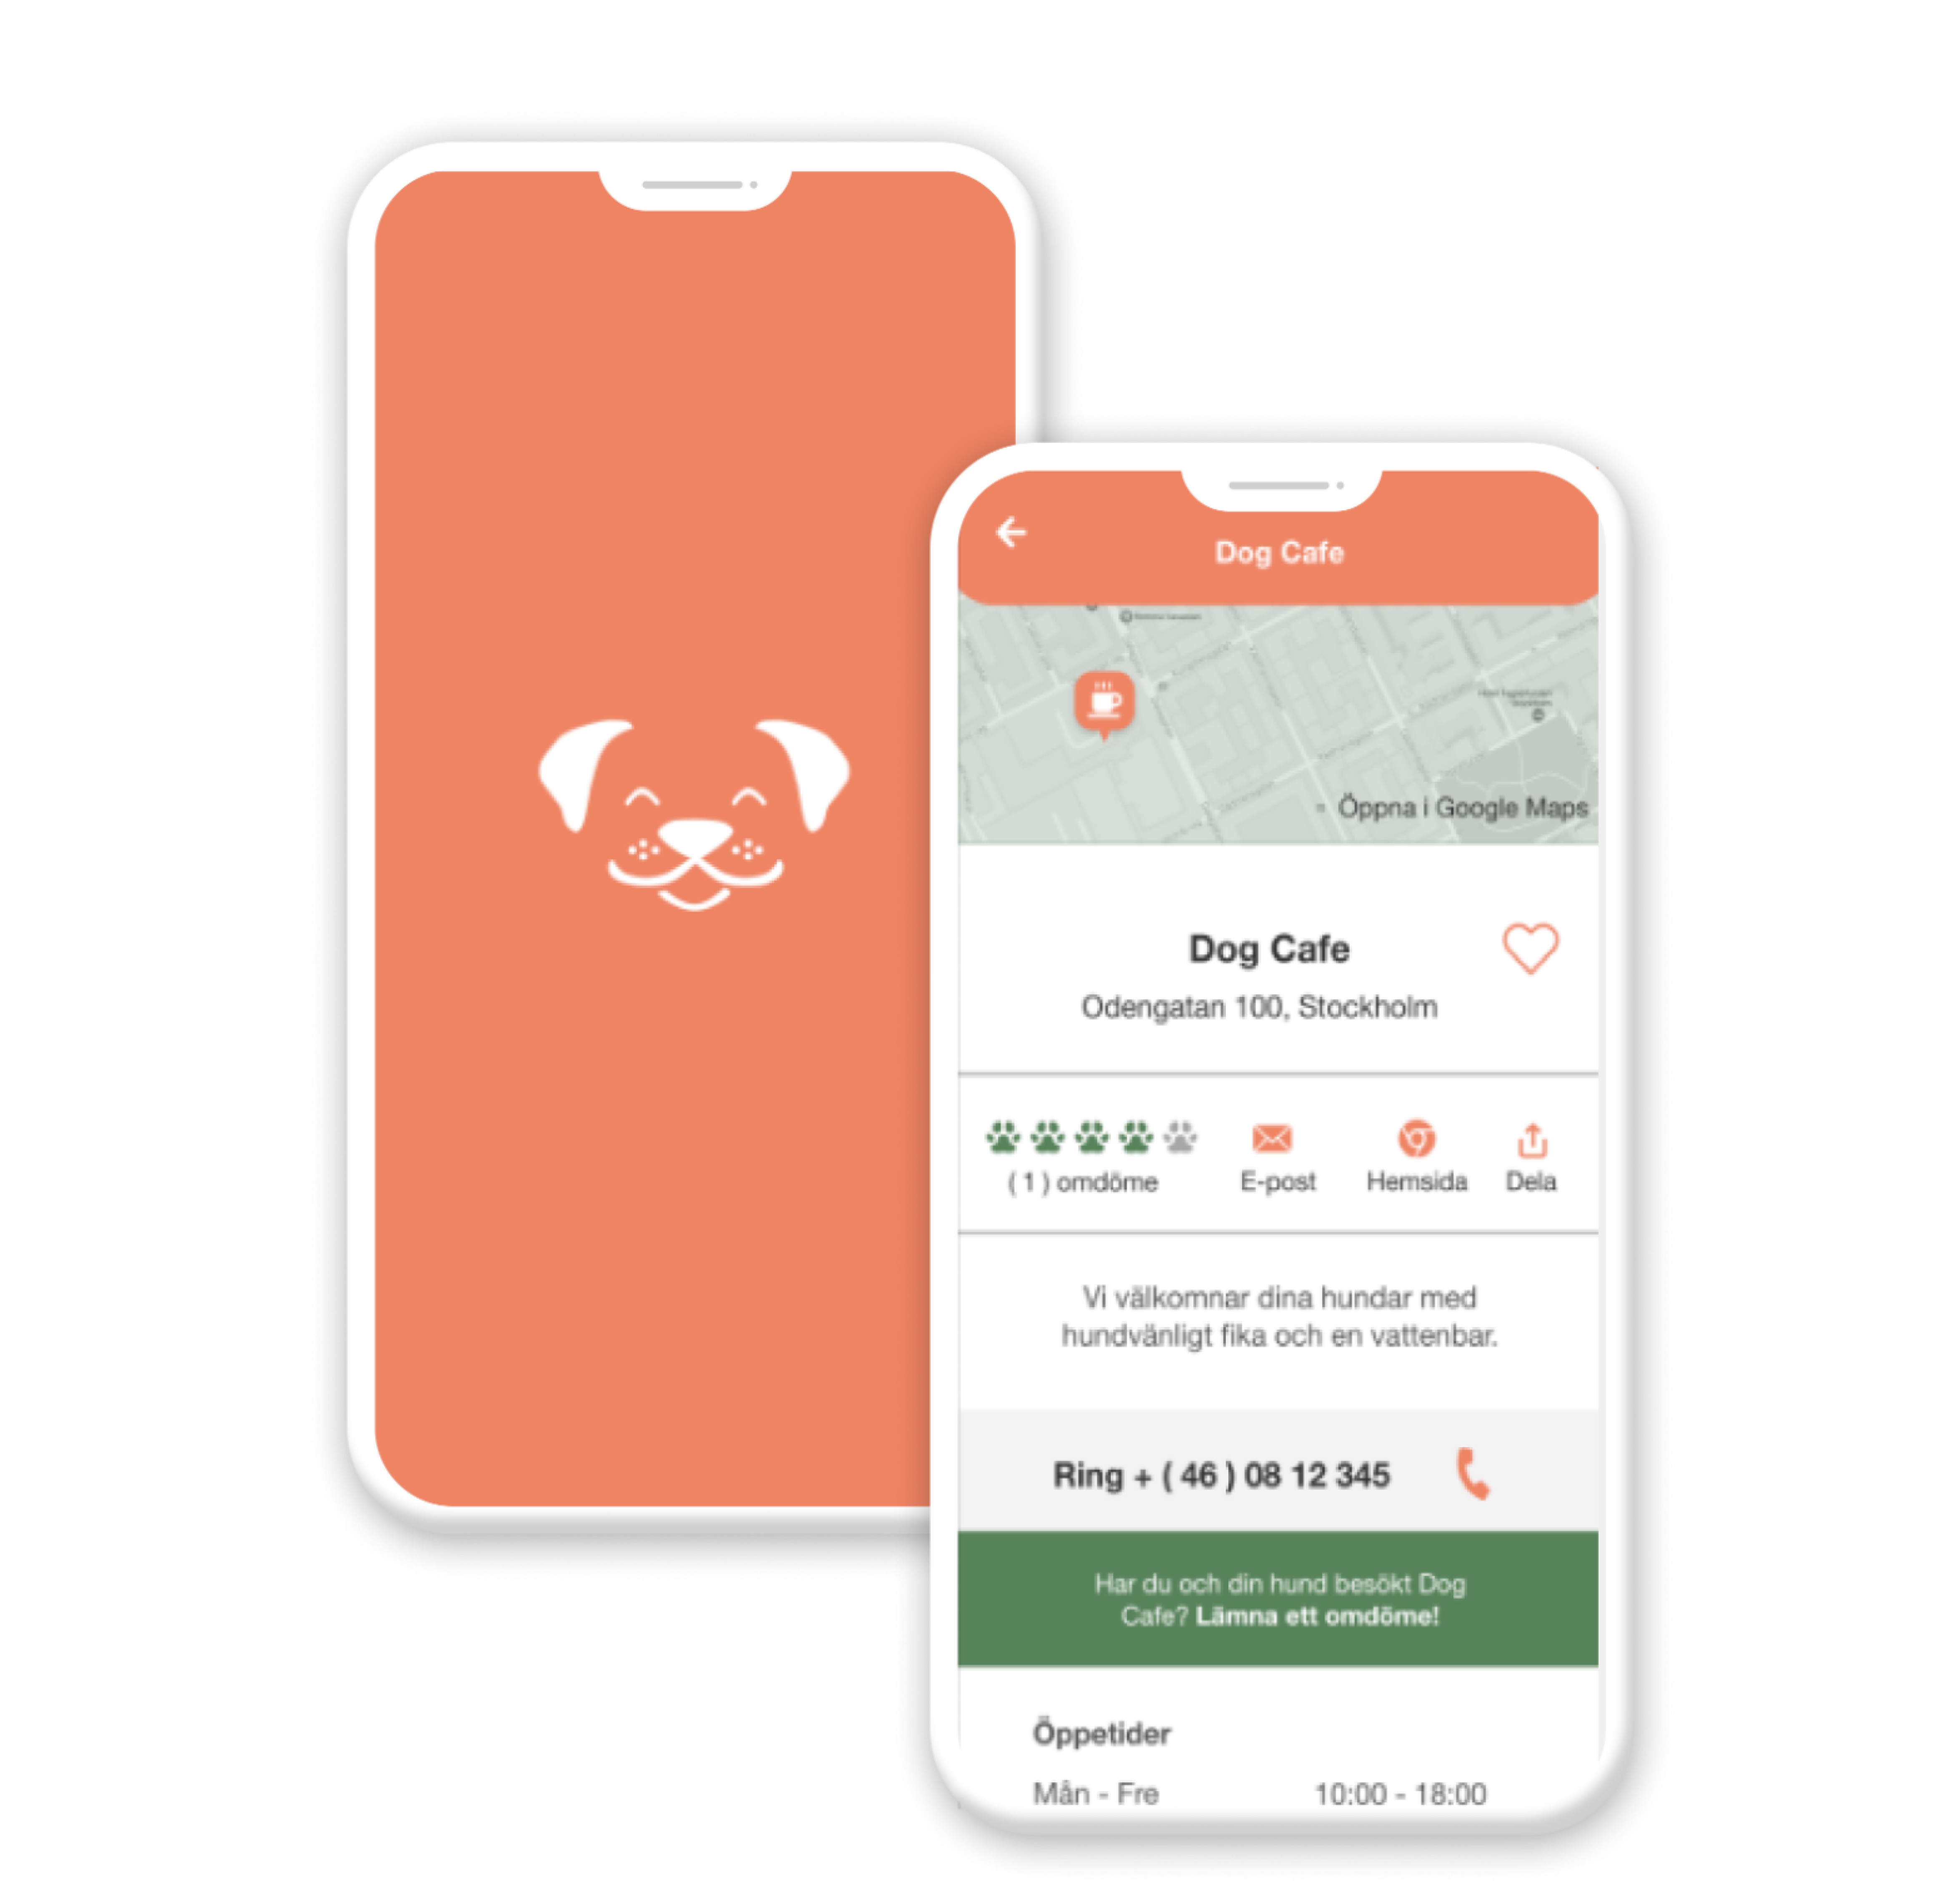 Dog Cafe
Öppna i Google Maps
Dog Cafe
Odengatan 100, Stockholm
( 1 ) omdöme
E-post
Hemsida
Dela
Vi välkomnar dina hundar med
hundvänligt fika och en vattenbar.
Ring + ( 46 ) 08 12 345
Har du och din hund besökt Dog
Cafe? Lämna ett omdöme!
Öppetider
Mån - Fre 10:00 - 18:00